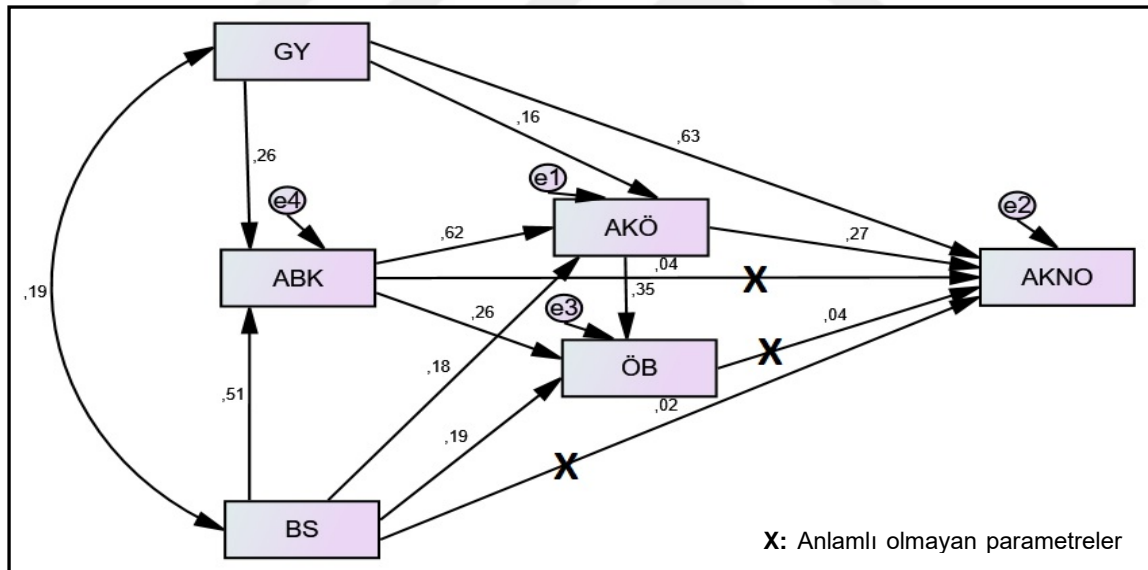 GY
,16
,63
,26
e1
e4
e2
,19
,62
AKÖ
,27
ABK
,04
X
AKNO
,26
e3
,35
,04
X
,18
ÖB
,51
,02
,19
X
BS
X: Anlamlı olmayan parametreler